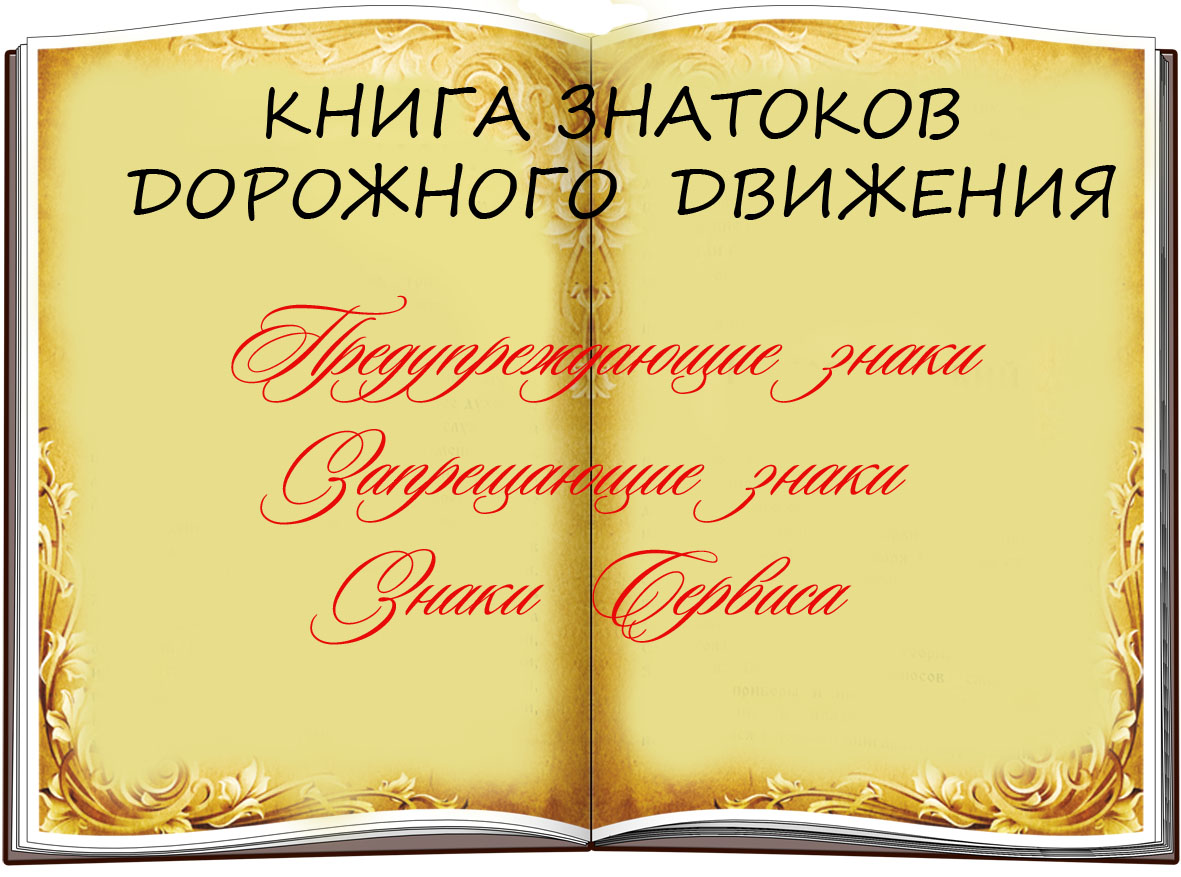 КНИГА ЗНАТОКОВ
ДОРОЖНОГО ДВИЖЕНИЯ
Предупреждающие знаки
Запрещающие знаки
Знаки Сервиса